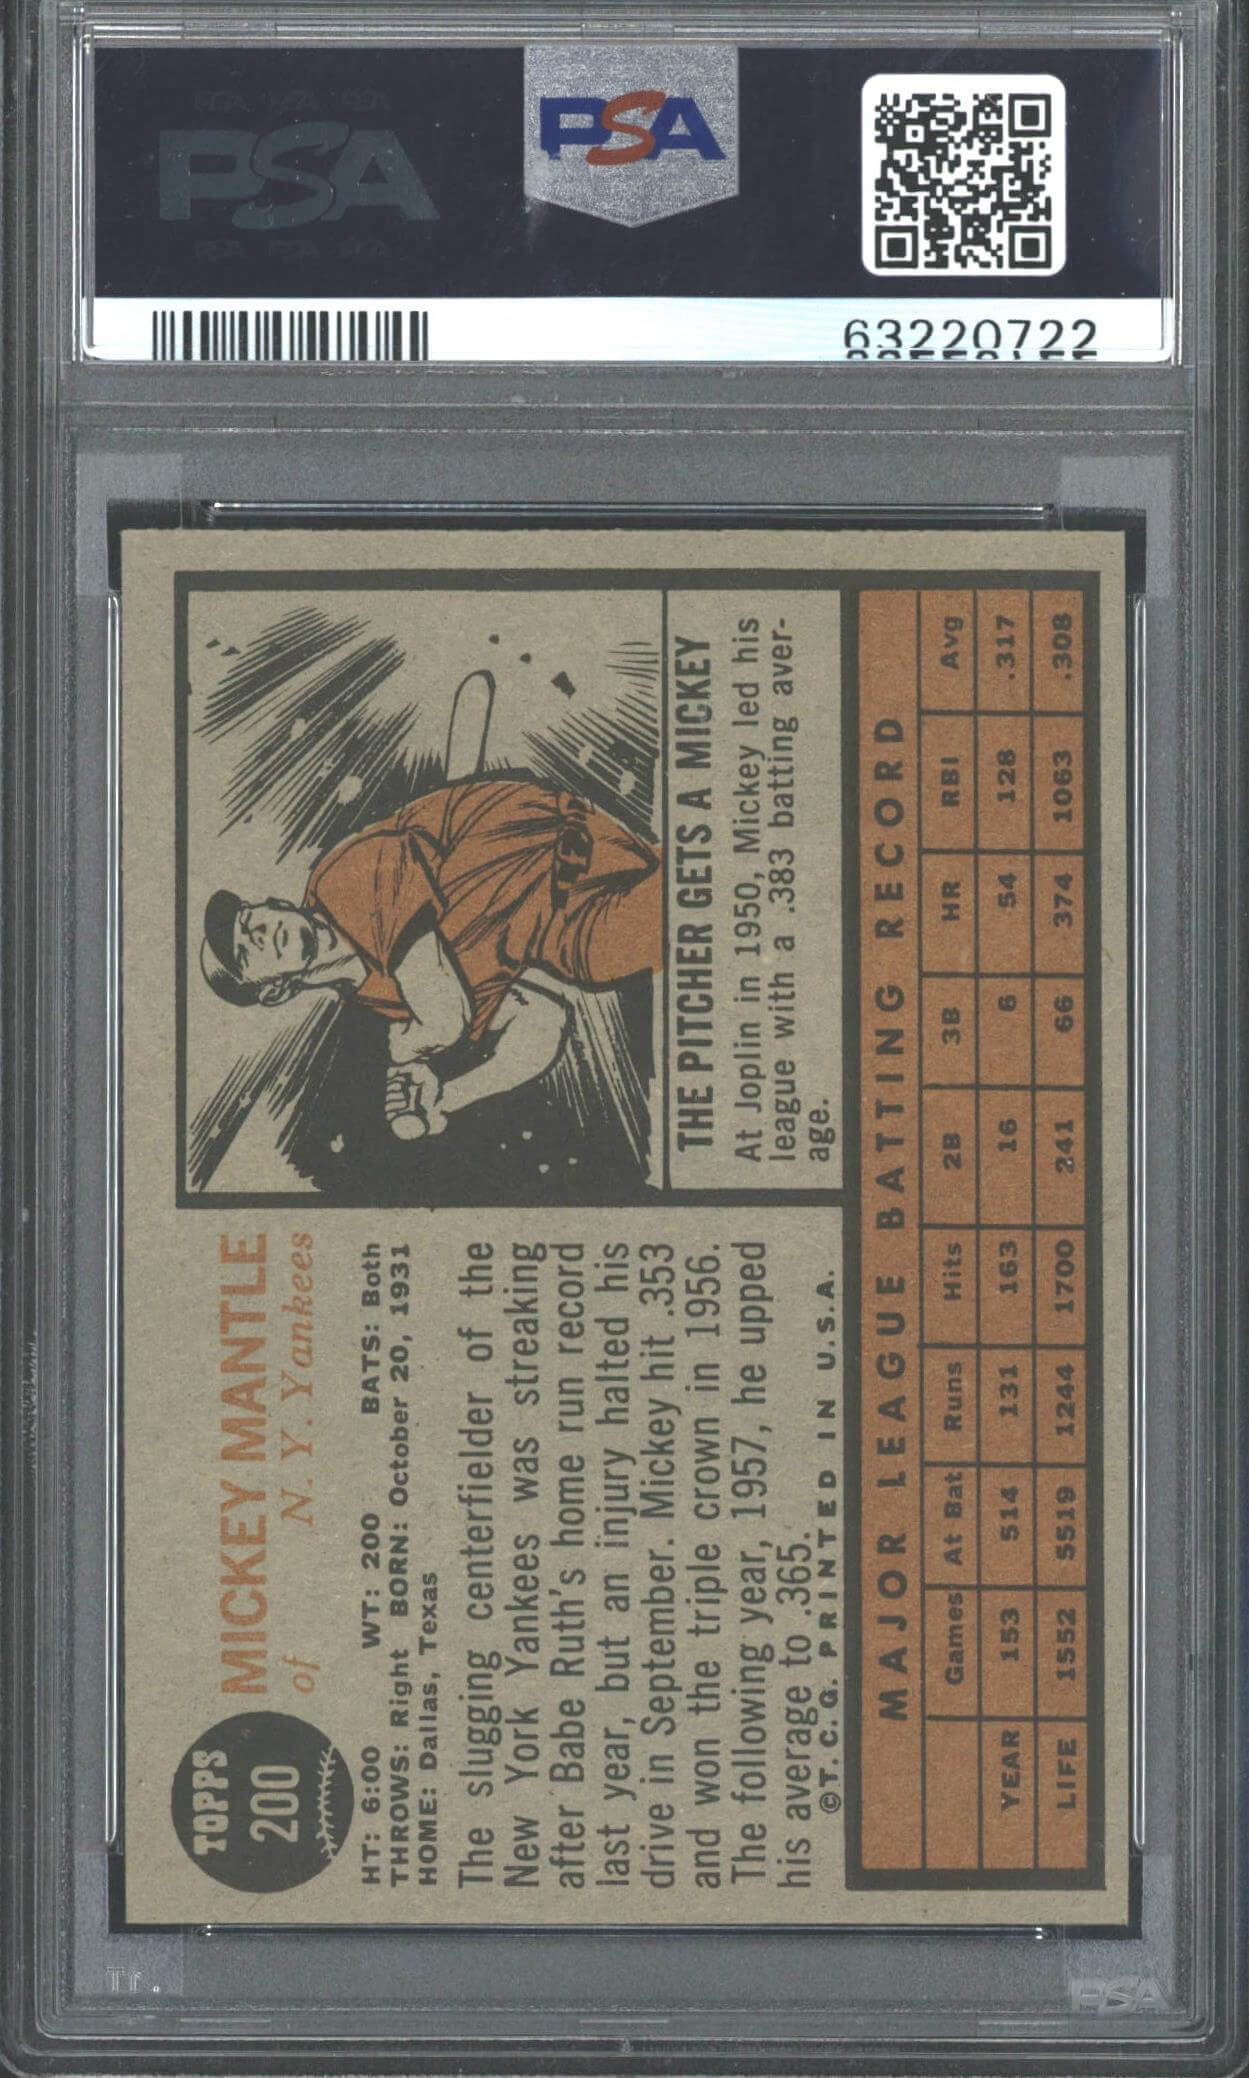 PSA
PSA
63220722
TOPPS
200
MICKEY MANTLE
of N. Y. Yankees
HT: 6:00 WT: 200 BATS: Both
THROWS: Right BORN: October 20, 1931
HOME: Dallas, Texas
The slugging centerfielder of the
New York Yankees was streaking
after Babe Ruth's home run record
last year, but an injury halted his
drive in September. Mickey hit .353
and won the triple crown in 1956.
The following year, 1957, he upped
his average to .365.
©T.C.G. PRINTED IN U.S.A.
THE PITCHER GETS A MICKEY
At Joplin in 1950, Mickey led his
league with a .383 batting aver-
age.
MAJOR LEAGUE BATTING RECORD
Games At Bat Runs Hits 2B 3B HR RBI Avg
YEAR 153 514 131 163 16 6 54 128 .317
LIFE 1552 5519 1244 1700 241 66 374 1063 .308
PSA